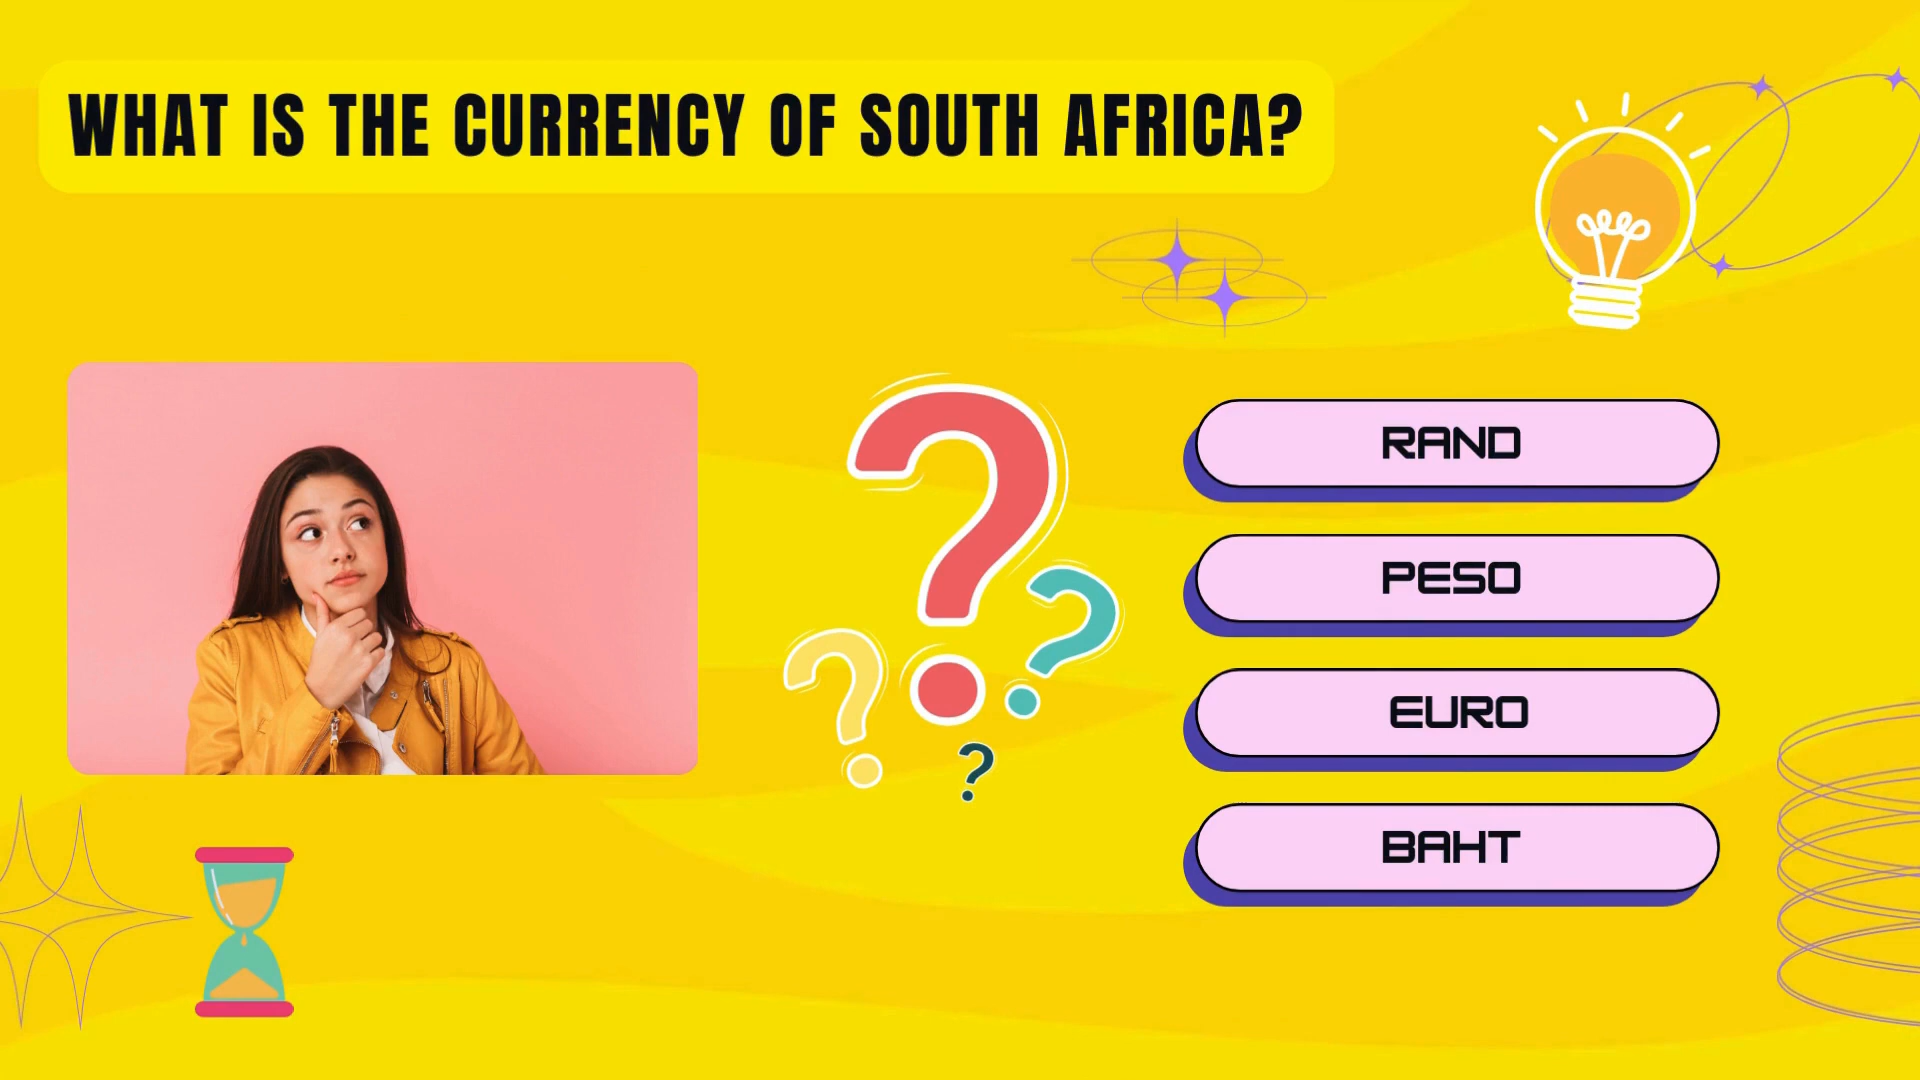 WHAT IS THE CURRENCY OF SOUTH AFRICA?
RAND
PESO
EURO
BAHT